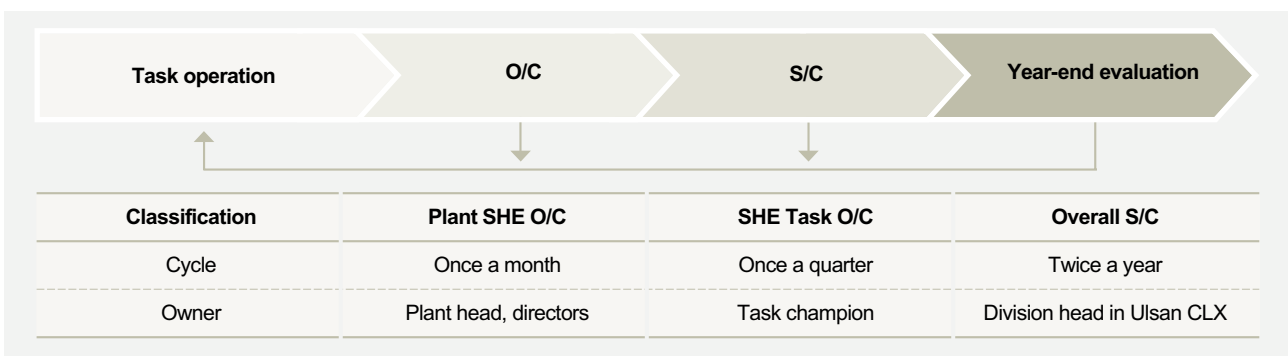 Task operation
O/C
S/C
Year-end evaluation
Classification Plant SHE O/C SHE Task O/C Overall S/C
Cycle Once a month Once a quarter Twice a year
Owner Plant head, directors Task champion Division head in Ulsan CLX